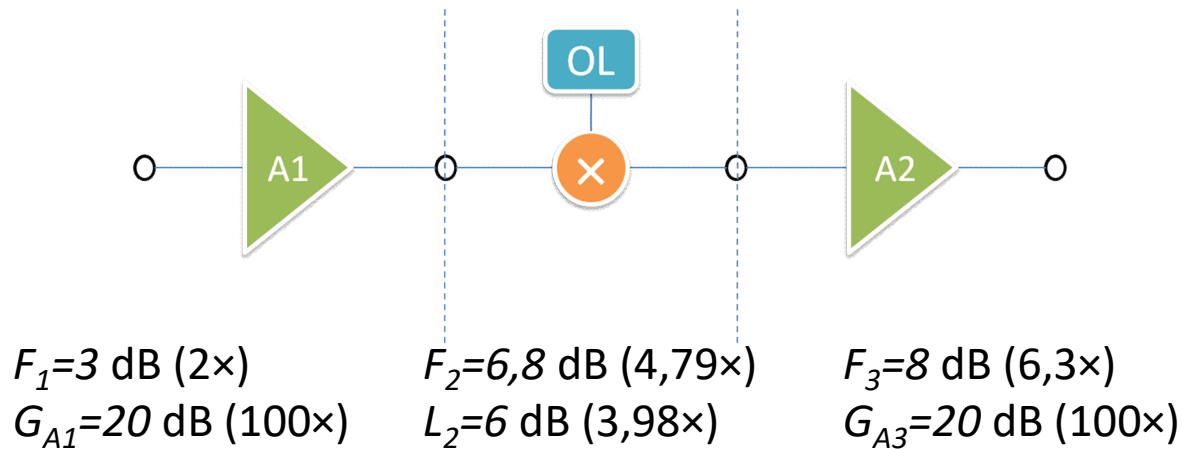 OL
A1
×
A2
F1=3 dB (2×)
GA1=20 dB (100×)
F2=6,8 dB (4,79×)
L2=6 dB (3,98×)
F3=8 dB (6,3×)
GA3=20 dB (100×)